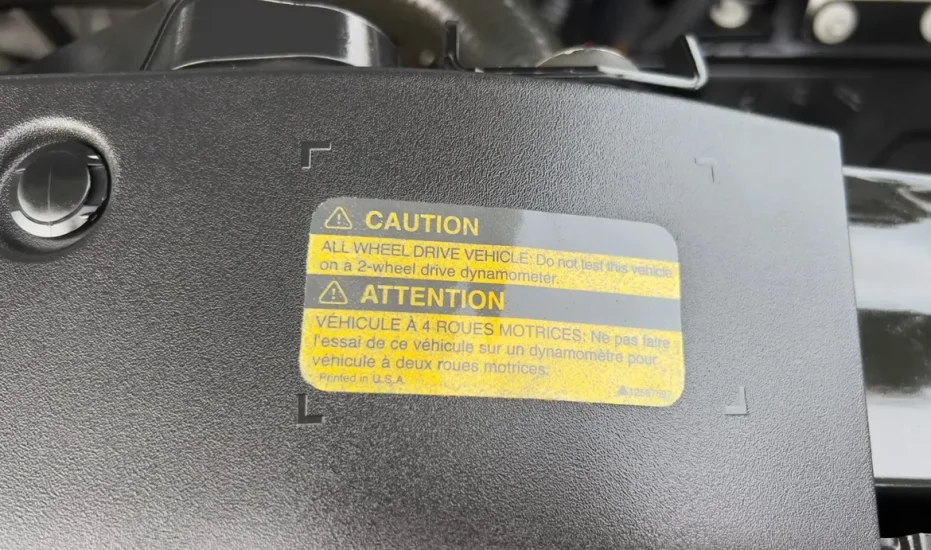 CAUTION
ALL WHEEL DRIVE VEHICLE: Do not test this vehicle
on a 2-wheel drive dynamometer.
ATTENTION
VÉHICULE À 4 ROUES MOTRICES: Ne pas faire
l'essai de ce véhicule sur un dynamomètre pour
véhicule à deux roues motrices.
Printed in U.S.A.